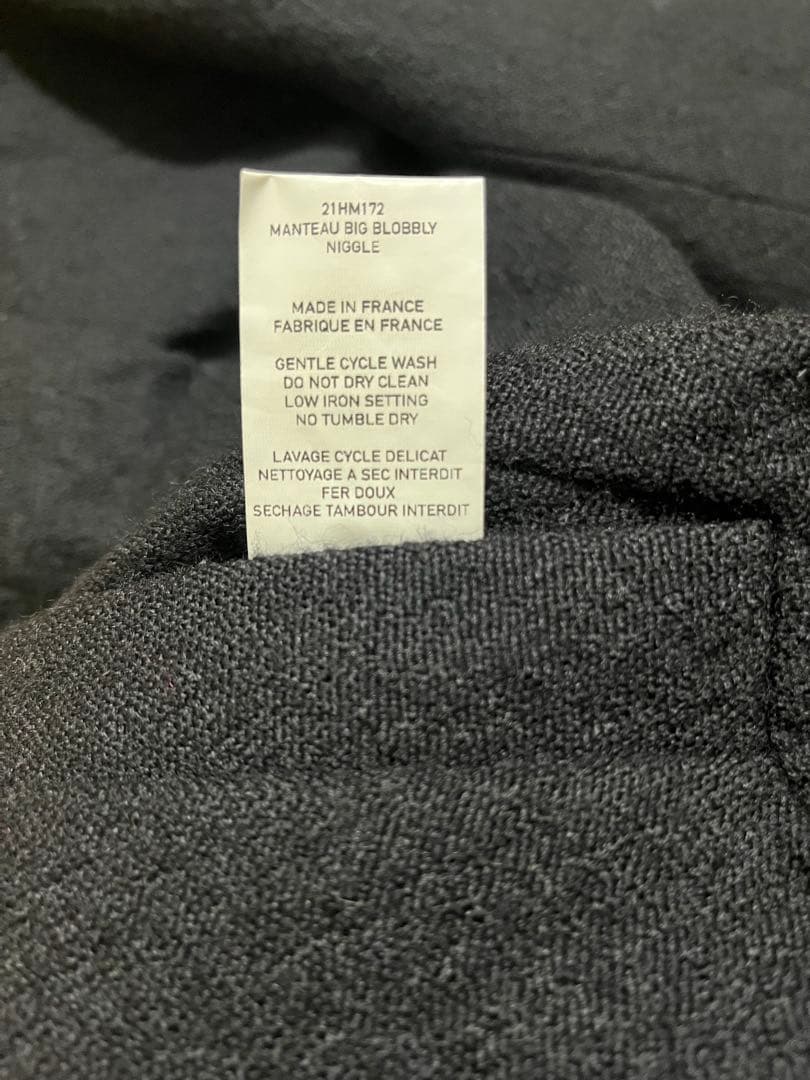 21HM172
MANTEAU BIG BLOBBLY
NIGGLE
MADE IN FRANCE
FABRIQUE EN FRANCE
GENTLE CYCLE WASH
DO NOT DRY CLEAN
LOW IRON SETTING
NO TUMBLE DRY
LAVAGE CYCLE DELICAT
NETTOYAGE A SEC INTERDIT
FER DOUX
SECHAGE TAMBOUR INTERDIT